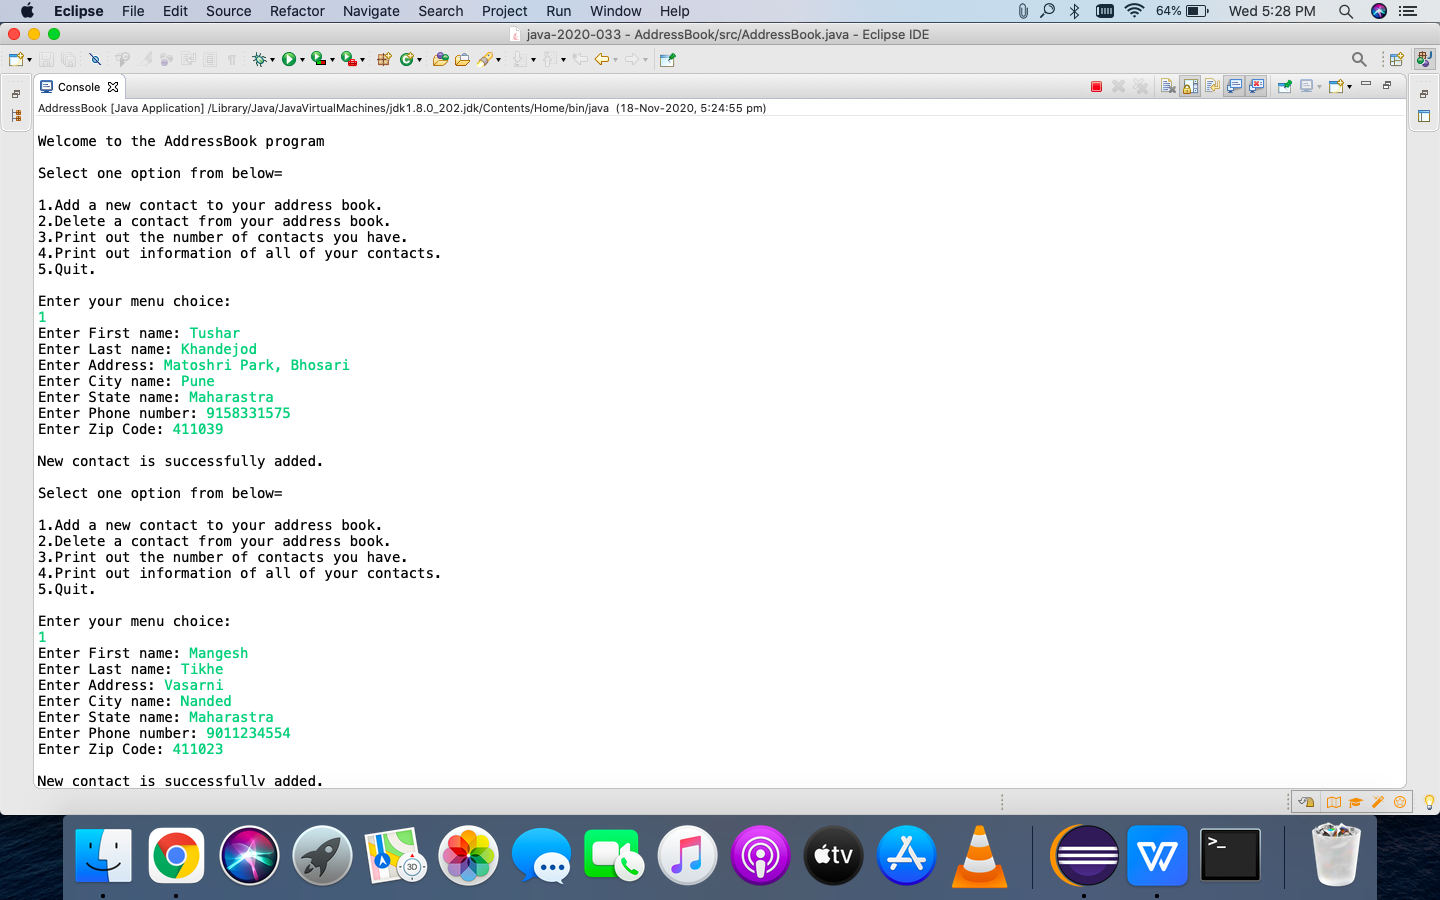 Eclipse File Edit Source Refactor Navigate Search Project Run Window Help 64% Wed 5:28 PM
java-2020-033 - AddressBook/src/AddressBook.java - Eclipse IDE
Console
AddressBook [Java Application] /Library/Java/JavaVirtualMachines/jdk1.8.0_202.jdk/Contents/Home/bin/java (18-Nov-2020, 5:24:55 pm)
Welcome to the AddressBook program
Select one option from below=
1.Add a new contact to your address book.
2.Delete a contact from your address book.
3.Print out the number of contacts you have.
4.Print out information of all of your contacts.
5.Quit.
Enter your menu choice:
1
Enter First name: Tushar
Enter Last name: Khandejod
Enter Address: Matoshri Park, Bhosari
Enter City name: Pune
Enter State name: Maharastra
Enter Phone number: 9158331575
Enter Zip Code: 411039
New contact is successfully added.
Select one option from below=
1.Add a new contact to your address book.
2.Delete a contact from your address book.
3.Print out the number of contacts you have.
4.Print out information of all of your contacts.
5.Quit.
Enter your menu choice:
1
Enter First name: Mangesh
Enter Last name: Tikhe
Enter Address: Vasarni
Enter City name: Nanded
Enter State name: Maharastra
Enter Phone number: 9011234554
Enter Zip Code: 411023
New contact is successfully added.
3D
tv
W
>_